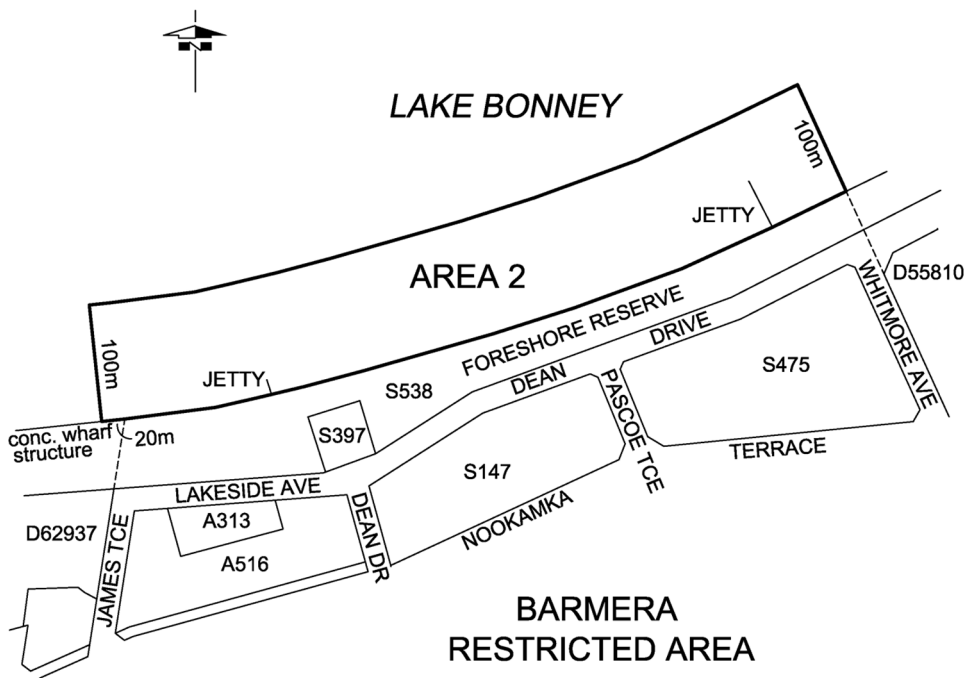 N
LAKE BONNEY
100m
JETTY
AREA 2
D55810
WHITMORE AVE
FORESHORE RESERVE
100m
DRIVE
S475
JETTY
S538
DEAN
PASCOE TCE
conc. wharf
structure
20m
S397
TERRACE
S147
LAKESIDE AVE
DEAN DR
NOOKAMKA
D62937
JAMES TCE
A313
A516
BARMERA
RESTRICTED AREA